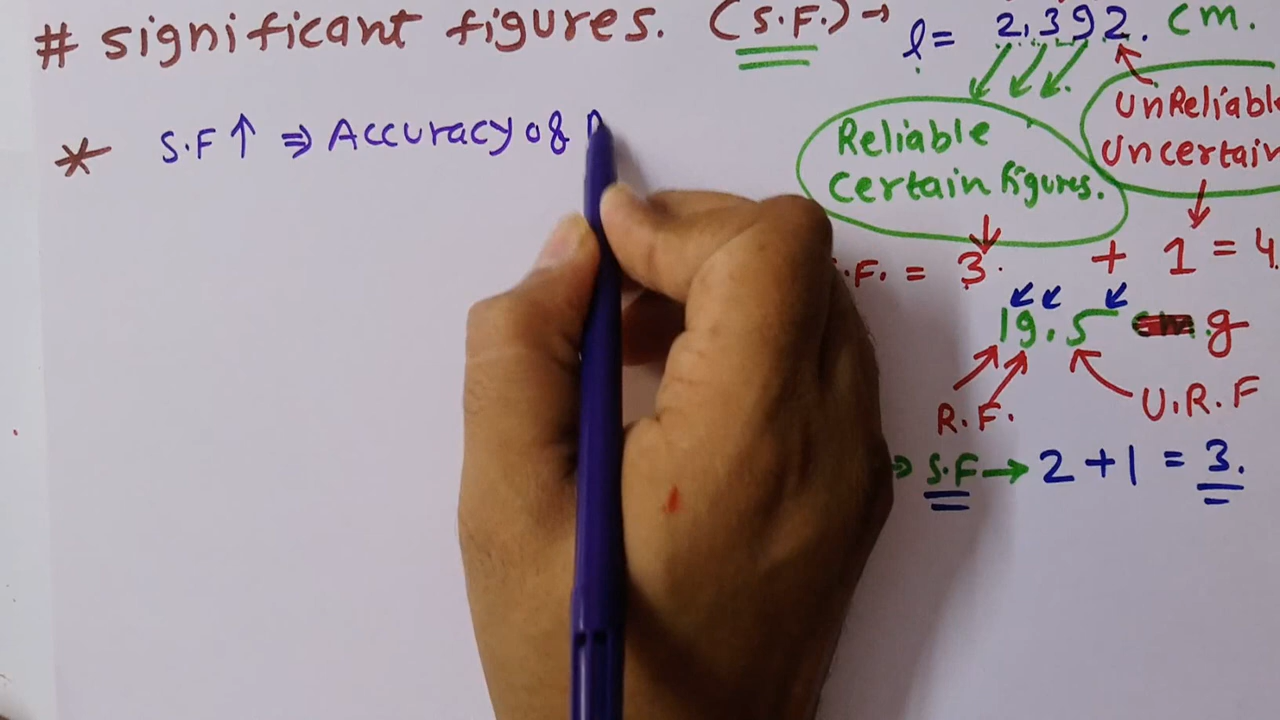 # significant figures. (S.F.) →
l = 2.392. cm.
* S.F ↑ ⇒ Accuracy of
Reliable
Certain figures.
UnReliable
Uncertain
.F. = 3. + 1 = 4.
19.5 g
R.F.
U.R.F
⇒ S.F → 2 + 1 = 3.